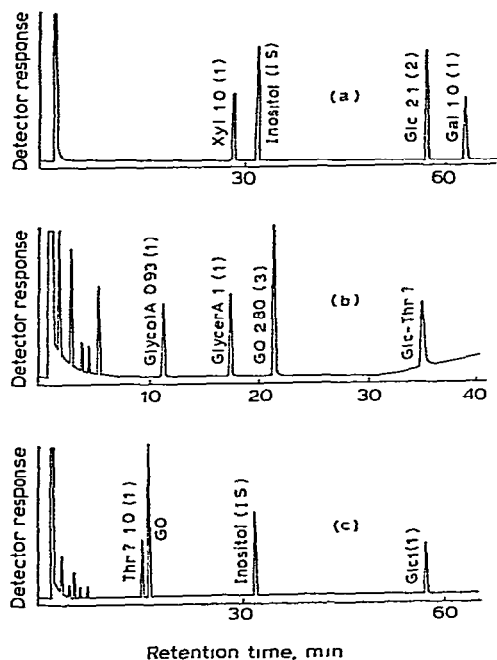 Detector response
Xyl 1 0 (1)
Inositol (I S)
(a)
Glc 2 1 (2)
Gal 1 0 (1)
30
60
Detector response
GlycolA 0 93 (1)
GlycerA 1 (1)
GO 2 80 (3)
(b)
Glc-Thr ?
10
20
30
40
Detector response
Thr ? 1 0 (1)
GO
Inositol (I S)
(c)
Glc 1 (1)
30
60
Retention time, min